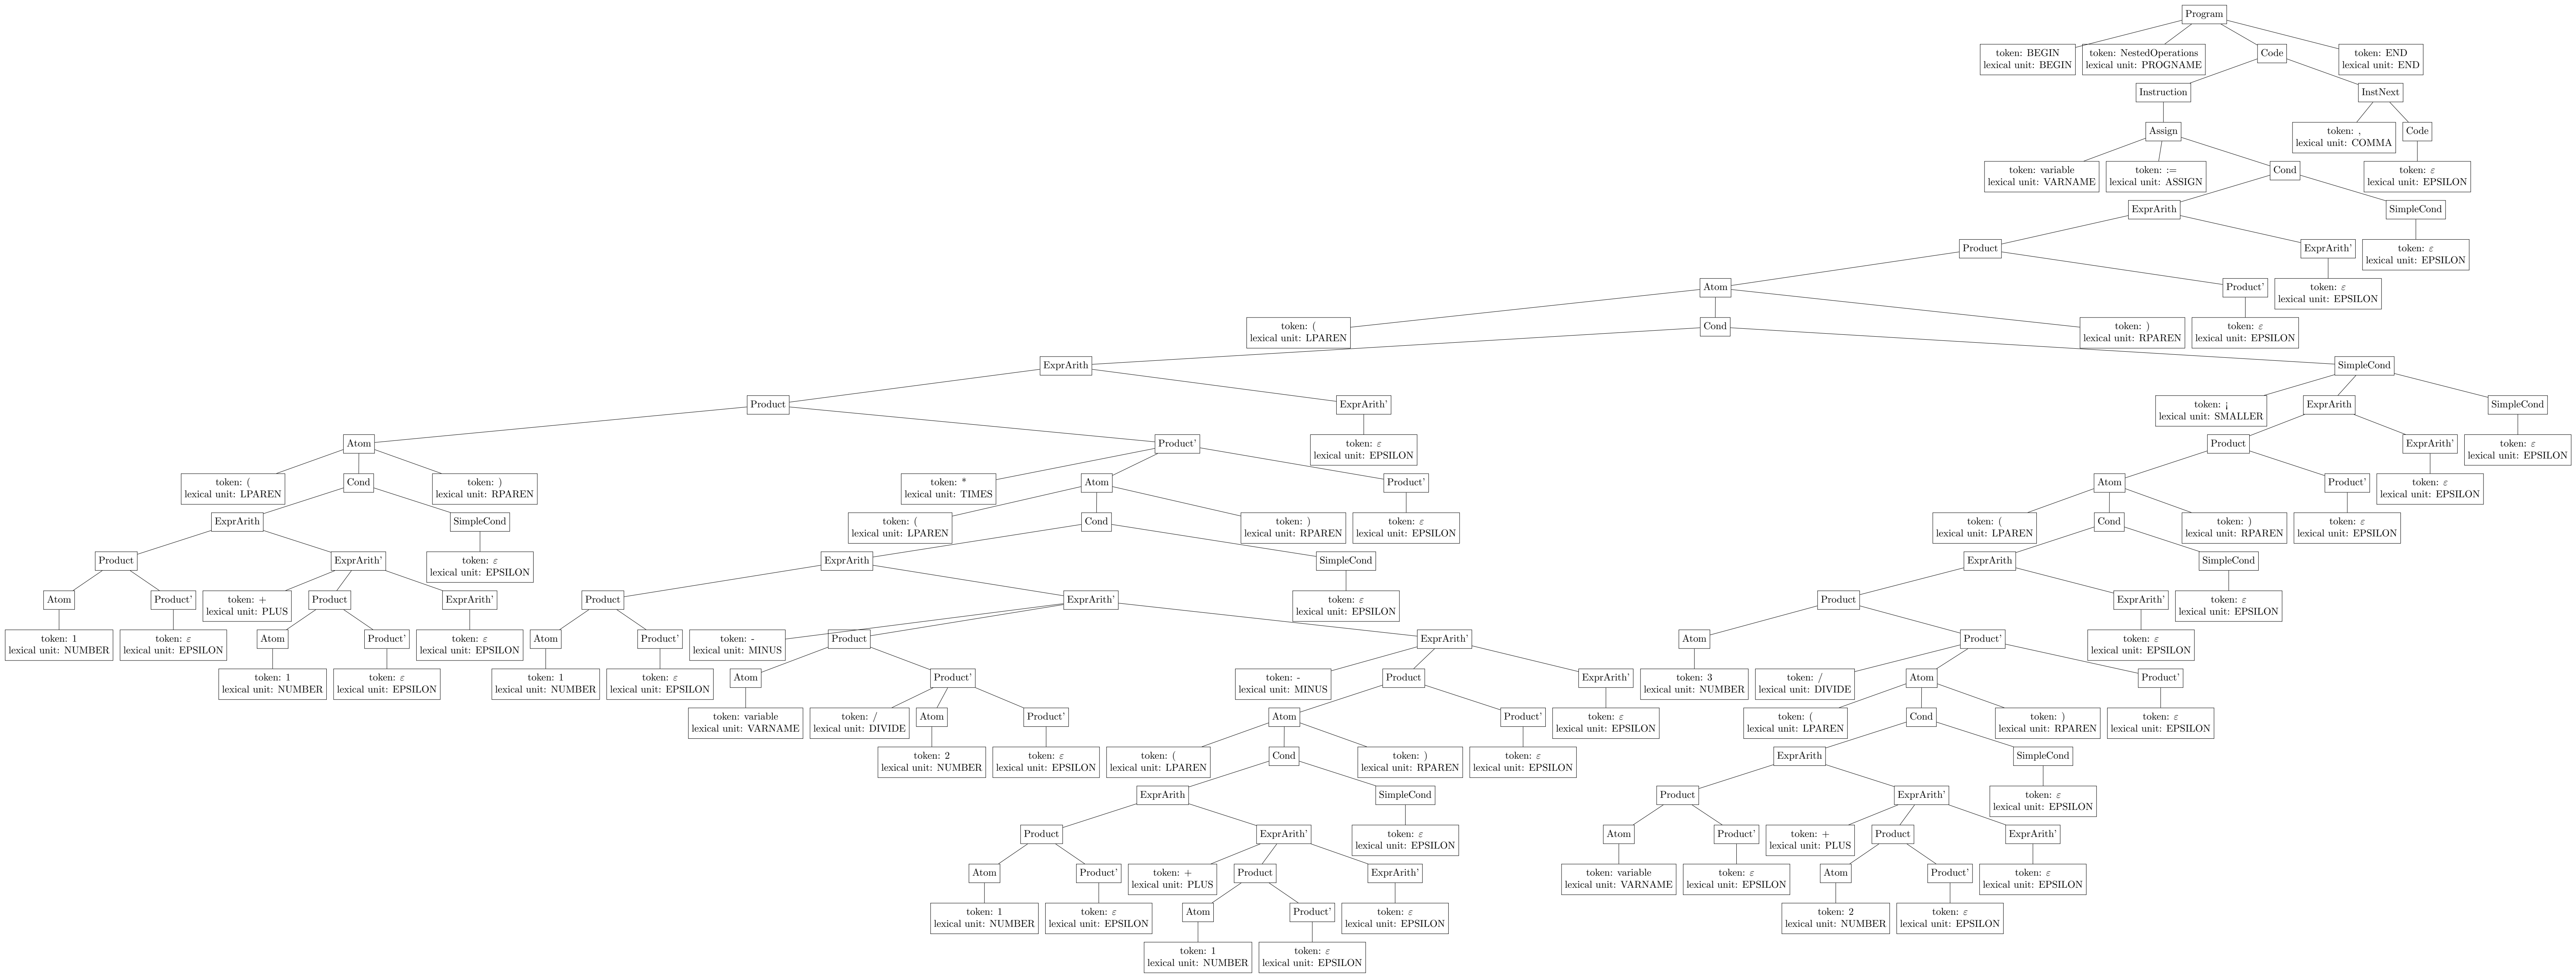 Program
token: BEGIN
lexical unit: BEGIN
token: NestedOperations
lexical unit: PROGNAME
Code
token: END
lexical unit: END
Instruction
InstNext
Assign
token: ,
lexical unit: COMMA
Code
token: variable
lexical unit: VARNAME
token: :=
lexical unit: ASSIGN
Cond
token: ε
lexical unit: EPSILON
ExprArith
SimpleCond
Product
ExprArith'
token: ε
lexical unit: EPSILON
Atom
Product'
token: ε
lexical unit: EPSILON
token: (
lexical unit: LPAREN
Cond
token: )
lexical unit: RPAREN
token: ε
lexical unit: EPSILON
ExprArith
SimpleCond
Product
ExprArith'
token: ¡
lexical unit: SMALLER
ExprArith
SimpleCond
Atom
Product'
token: ε
lexical unit: EPSILON
Product
ExprArith'
token: ε
lexical unit: EPSILON
token: (
lexical unit: LPAREN
Cond
token: )
lexical unit: RPAREN
token: *
lexical unit: TIMES
Atom
Product'
Atom
Product'
token: ε
lexical unit: EPSILON
ExprArith
SimpleCond
token: (
lexical unit: LPAREN
Cond
token: )
lexical unit: RPAREN
token: ε
lexical unit: EPSILON
token: (
lexical unit: LPAREN
Cond
token: )
lexical unit: RPAREN
token: ε
lexical unit: EPSILON
Product
ExprArith'
token: ε
lexical unit: EPSILON
ExprArith
SimpleCond
ExprArith
SimpleCond
Atom
Product'
token: +
lexical unit: PLUS
Product
ExprArith'
Product
ExprArith'
token: ε
lexical unit: EPSILON
Product
ExprArith'
token: ε
lexical unit: EPSILON
token: 1
lexical unit: NUMBER
token: ε
lexical unit: EPSILON
Atom
Product'
token: ε
lexical unit: EPSILON
Atom
Product'
token: -
lexical unit: MINUS
Product
ExprArith'
Atom
Product'
token: ε
lexical unit: EPSILON
token: 1
lexical unit: NUMBER
token: ε
lexical unit: EPSILON
token: 1
lexical unit: NUMBER
token: ε
lexical unit: EPSILON
Atom
Product'
token: -
lexical unit: MINUS
Product
ExprArith'
token: 3
lexical unit: NUMBER
token: /
lexical unit: DIVIDE
Atom
Product'
token: variable
lexical unit: VARNAME
token: /
lexical unit: DIVIDE
Atom
Product'
Atom
Product'
token: ε
lexical unit: EPSILON
token: (
lexical unit: LPAREN
Cond
token: )
lexical unit: RPAREN
token: ε
lexical unit: EPSILON
token: 2
lexical unit: NUMBER
token: ε
lexical unit: EPSILON
token: (
lexical unit: LPAREN
Cond
token: )
lexical unit: RPAREN
token: ε
lexical unit: EPSILON
ExprArith
SimpleCond
ExprArith
SimpleCond
Product
ExprArith'
token: ε
lexical unit: EPSILON
Product
ExprArith'
token: ε
lexical unit: EPSILON
Atom
Product'
token: +
lexical unit: PLUS
Product
ExprArith'
Atom
Product'
token: +
lexical unit: PLUS
Product
ExprArith'
token: variable
lexical unit: VARNAME
token: ε
lexical unit: EPSILON
Atom
Product'
token: ε
lexical unit: EPSILON
token: 1
lexical unit: NUMBER
token: ε
lexical unit: EPSILON
Atom
Product'
token: ε
lexical unit: EPSILON
token: 2
lexical unit: NUMBER
token: ε
lexical unit: EPSILON
token: 1
lexical unit: NUMBER
token: ε
lexical unit: EPSILON